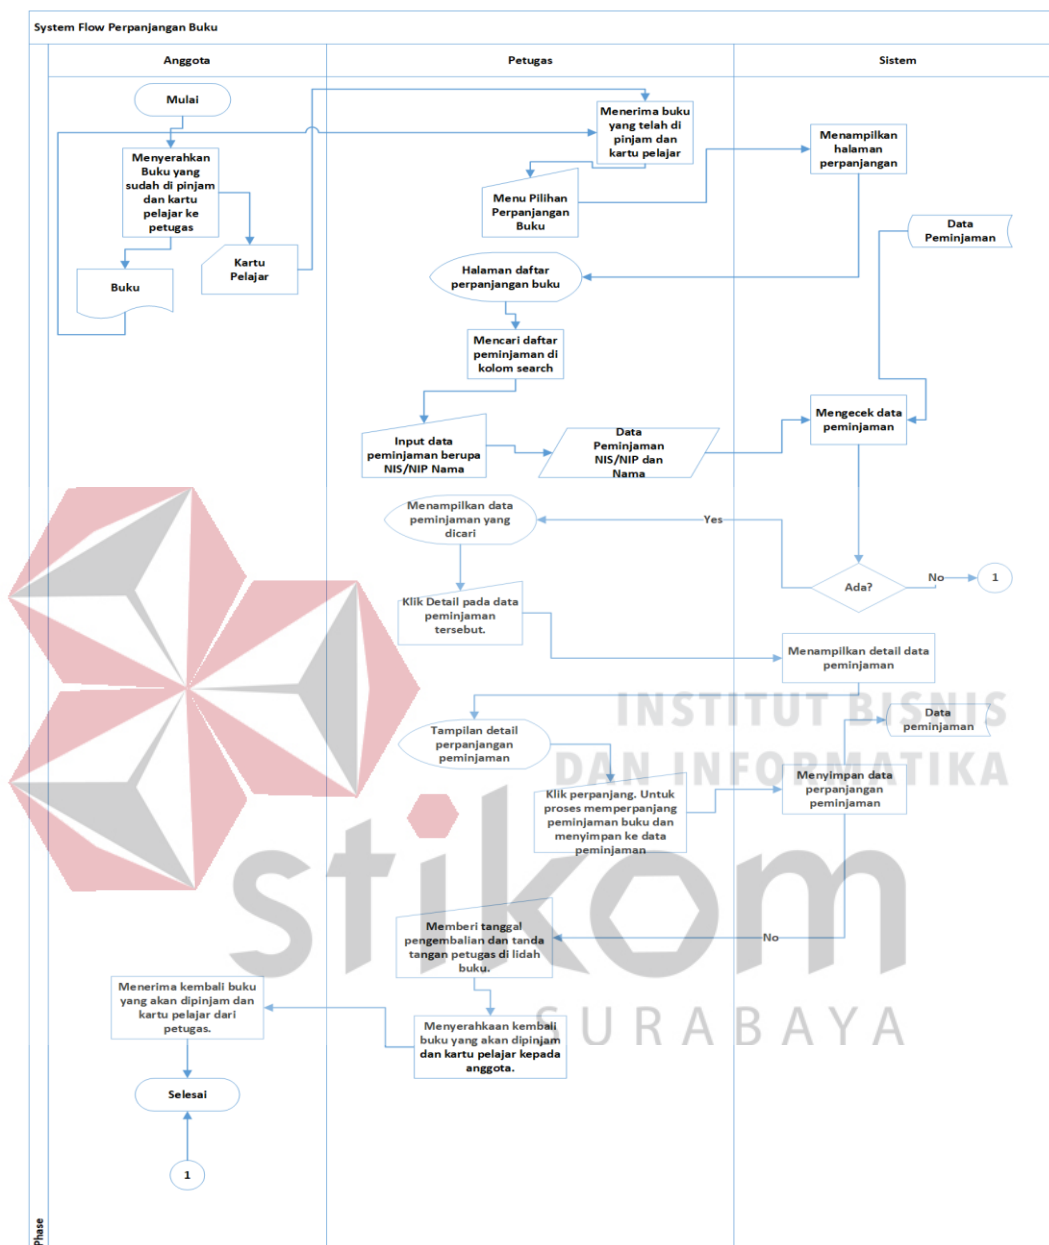 System Flow Perpanjangan Buku
Anggota
Petugas
Sistem
Mulai
Menyerahkan
Buku yang
sudah di pinjam
dan kartu
pelajar ke
petugas
Kartu
Pelajar
Buku
Menerima buku
yang telah di
pinjam dan
kartu pelajar
Menu Pilihan
Perpanjangan
Buku
Menampilkan
halaman
perpanjangan
Data
Peminjaman
Halaman daftar
perpanjangan buku
Mencari daftar
peminjaman di
kolom search
Input data
peminjaman berupa
NIS/NIP Nama
Data
Peminjaman
NIS/NIP dan
Nama
Mengecek data
peminjaman
Menampilkan data
peminjaman yang
dicari
Yes
Ada?
No
1
Klik Detail pada data
peminjaman
tersebut.
Menampilkan detail data
peminjaman
INSTITUT BISNIS
DAN INFORMATIKA
Data
peminjaman
Tampilan detail
perpanjangan
peminjaman
Klik perpanjang. Untuk
proses memperpanjang
peminjaman buku dan
menyimpan ke data
peminjaman
Menyimpan data
perpanjangan
peminjaman
stikom
SURABAYA
No
Memberi tanggal
pengembalian dan tanda
tangan petugas di lidah
buku.
Menyerahkaan kembali
buku yang akan dipinjam
dan kartu pelajar kepada
anggota.
Menerima kembali buku
yang akan dipinjam dan
kartu pelajar dari
petugas.
Selesai
1
Phase